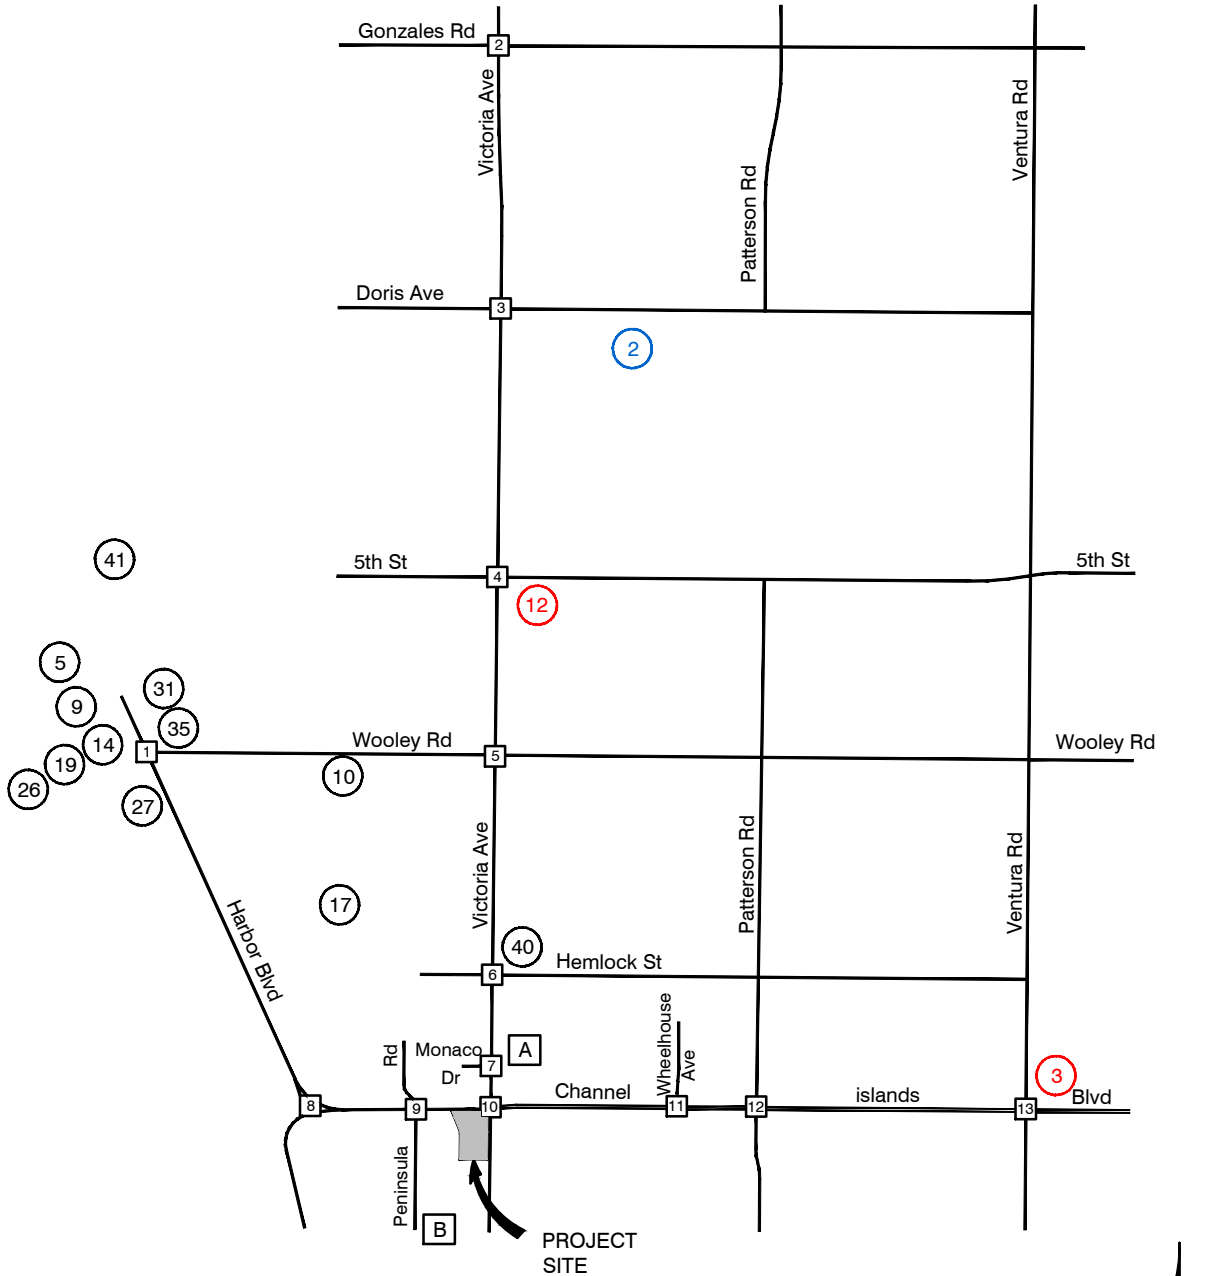 Gonzales Rd
2
Victoria Ave
Patterson Rd
Ventura Rd
Doris Ave
3
2
41
5th St
4
5th St
12
5
31
9
35
14
1
Wooley Rd
5
Wooley Rd
19
10
26
27
Victoria Ave
Patterson Rd
Ventura Rd
Harbor Blvd
17
40
6
Hemlock St
Rd
Monaco
Dr
7
A
Wheelhouse
Ave
3
8
9
10
Channel
11
12
islands
13
Blvd
Peninsula
B
PROJECT
SITE